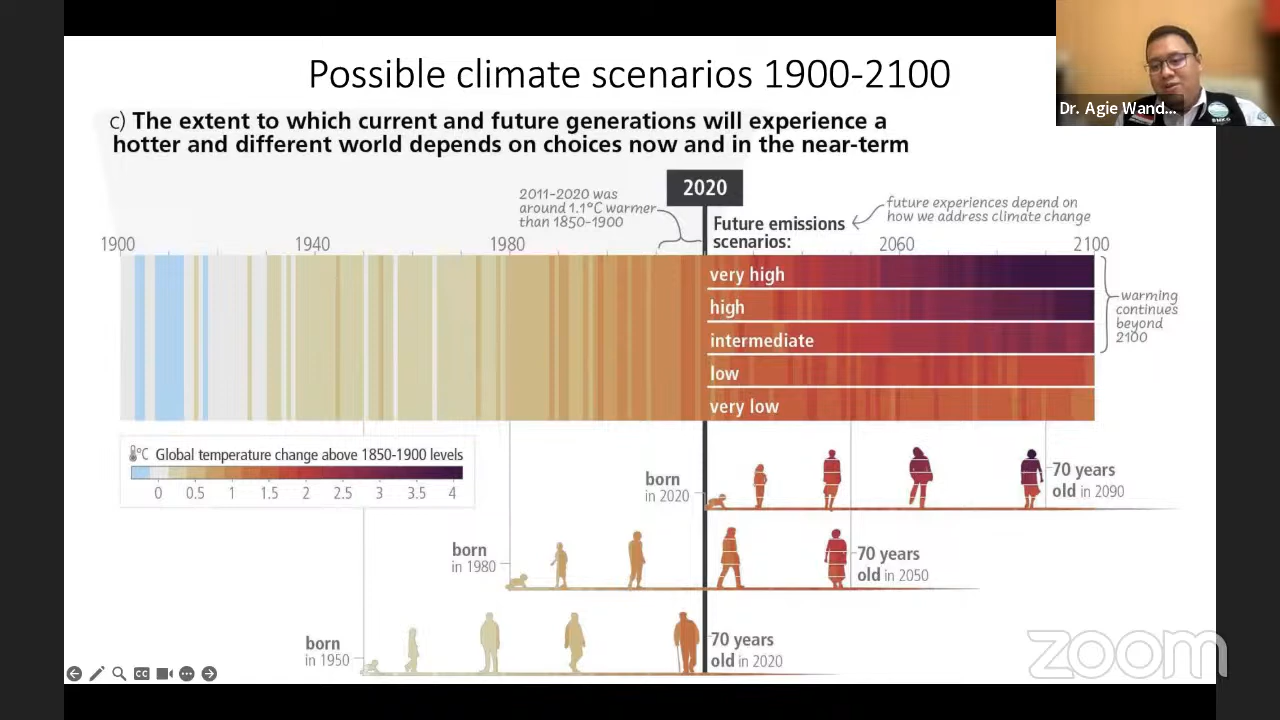 Possible climate scenarios 1900-2100
Dr. Agie Wand...
c) The extent to which current and future generations will experience a
hotter and different world depends on choices now and in the near-term
2020
2011-2020 was
around 1.1°C warmer
than 1850-1900
future experiences depend on
how we address climate change
Future emissions
scenarios:
1900
1940
1980
2060
2100
very high
high
intermediate
low
very low
warming
continues
beyond
2100
°C Global temperature change above 1850-1900 levels
0 0.5 1 1.5 2 2.5 3 3.5 4
born
in 2020
70 years
old in 2090
born
in 1980
70 years
old in 2050
born
in 1950
70 years
old in 2020
CC
zoom